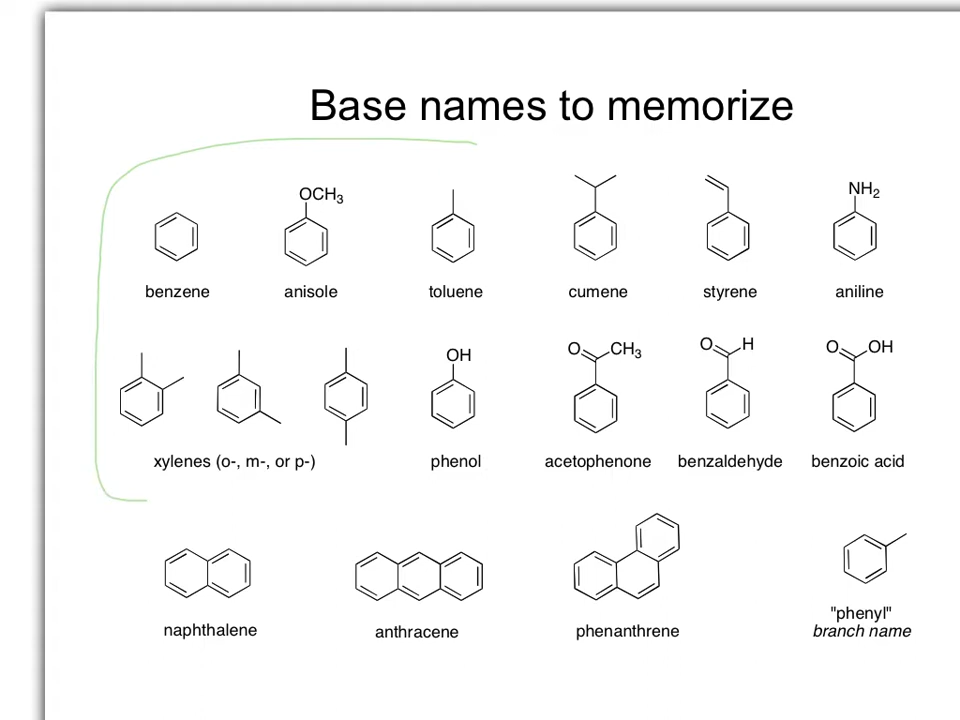 Base names to memorize
OCH3
NH2
benzene anisole toluene cumene styrene aniline
OH O CH3 O H O OH
xylenes (o-, m-, or p-) phenol acetophenone benzaldehyde benzoic acid
naphthalene anthracene phenanthrene "phenyl"
branch name